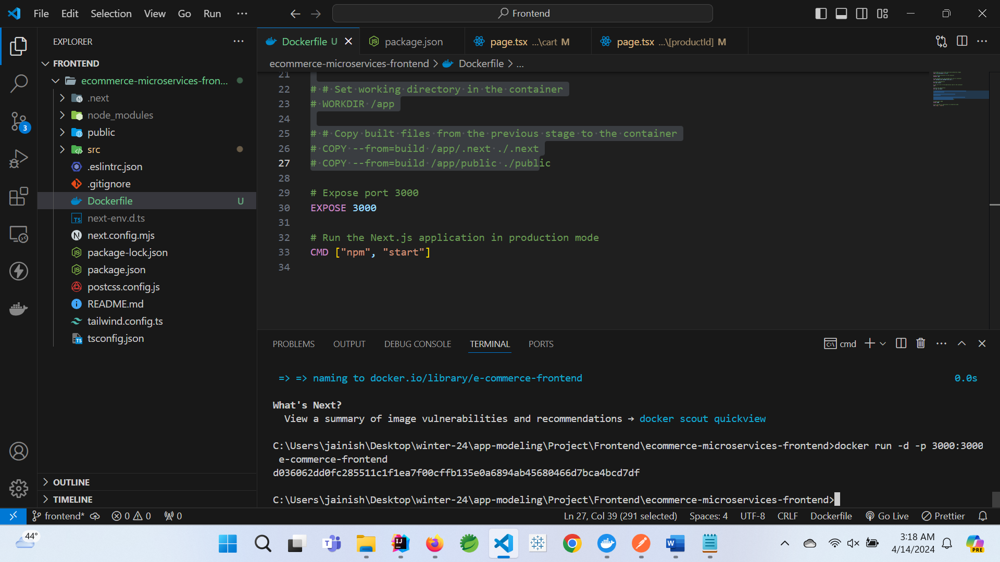 File Edit Selection View Go Run ...
Frontend
EXPLORER
FRONTEND
ecommerce-microservices-fron...
.next
node_modules
public
src
.eslintrc.json
.gitignore
Dockerfile U
next-env.d.ts
next.config.mjs
package-lock.json
package.json
postcss.config.js
README.md
tailwind.config.ts
tsconfig.json
OUTLINE
TIMELINE
3
Dockerfile U
package.json
page.tsx ...\cart M
page.tsx ...\[productId] M
ecommerce-microservices-frontend > Dockerfile > ...
21
22 # # Set working directory in the container
23 # WORKDIR /app
24
25 # # Copy built files from the previous stage to the container
26 # COPY --from=build /app/.next ./.next
27 # COPY --from=build /app/public ./public
28
29 # Expose port 3000
30 EXPOSE 3000
31
32 # Run the Next.js application in production mode
33 CMD ["npm", "start"]
34
PROBLEMS OUTPUT DEBUG CONSOLE TERMINAL PORTS
cmd
=> => naming to docker.io/library/e-commerce-frontend 0.0s
What's Next?
View a summary of image vulnerabilities and recommendations → docker scout quickview
C:\Users\jainish\Desktop\winter-24\app-modeling\Project\Frontend\ecommerce-microservices-frontend>docker run -d -p 3000:3000
e-commerce-frontend
d036062dd0fc285511c1f1ea7f00cffb135e0a6894ab45680466d7bca4bcd7df
C:\Users\jainish\Desktop\winter-24\app-modeling\Project\Frontend\ecommerce-microservices-frontend>
frontend* 0 0 0
Ln 27, Col 39 (291 selected) Spaces: 4 UTF-8 CRLF Dockerfile Go Live Prettier
44°
3:18 AM
4/14/2024
PRE